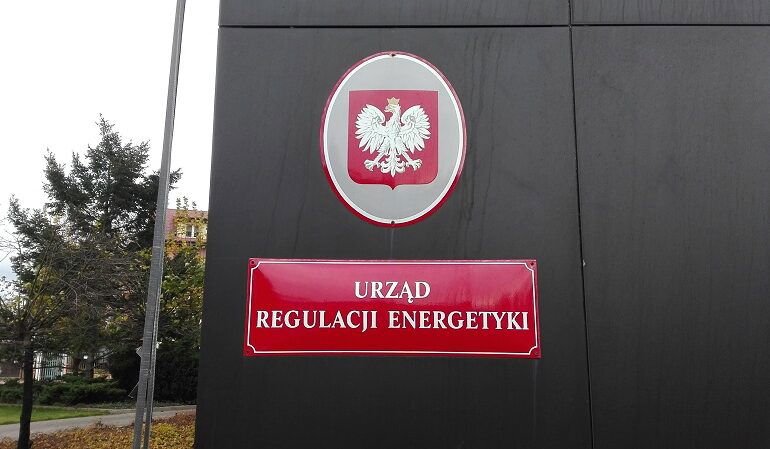 URZĄD
REGULACJI ENERGETYKI